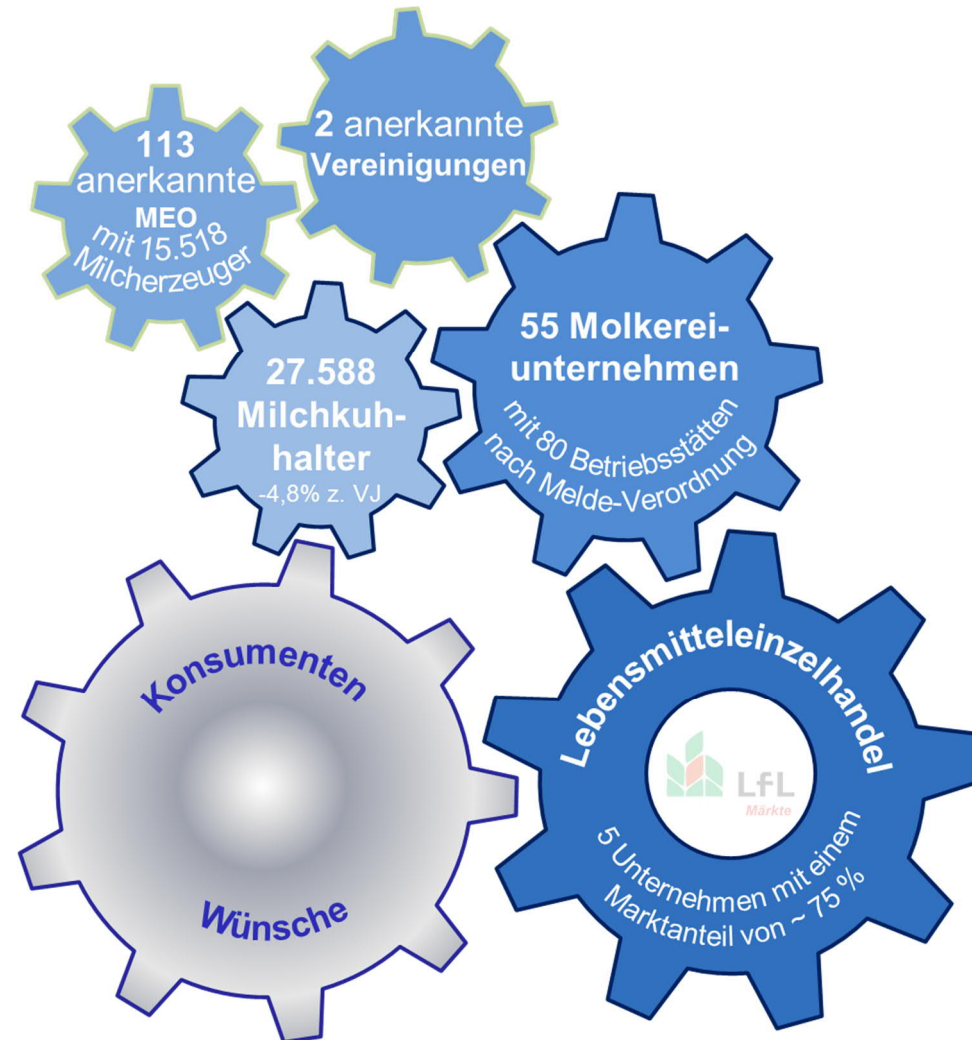 2 anerkannte
Vereinigungen
113
anerkannte
MEO
mit 15.518
Milcherzeuger
55 Molkerei-
unternehmen
mit 80 Betriebsstätten
nach Melde-Verordnung
27.588
Milchkuh-
halter
-4,8% z. VJ
Konsumenten
Wünsche
Lebensmitteleinzelhandel
LfL
Märkte
5 Unternehmen mit einem
Marktanteil von ~ 75 %